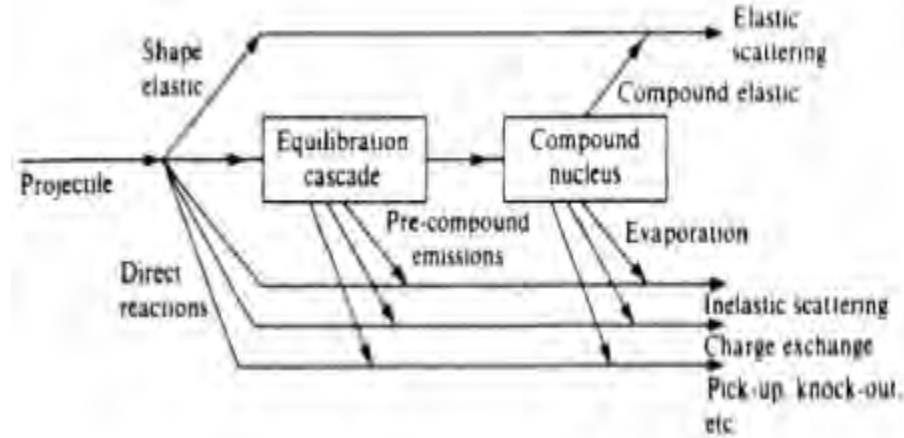 Elastic
scattering
Shape
elastic
Compound elastic
Equilibration
cascade
Compound
nucleus
Projectile
Pre-compound
emissions
Evaporation
Direct
reactions
Inelastic scattering
Charge exchange
Pick-up, knock-out,
etc